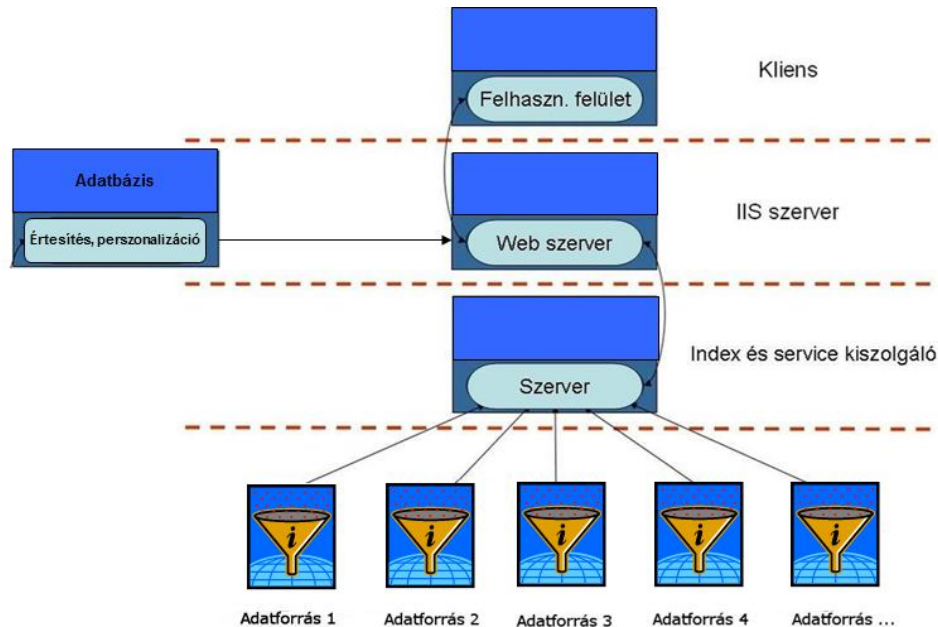 Felhaszn. felület
Kliens
Adatbázis
Értesítés, perszonalizáció
Web szerver
IIS szerver
Szerver
Index és service kiszolgáló
i i i i i
Adatforrás 1 Adatforrás 2 Adatforrás 3 Adatforrás 4 Adatforrás ...